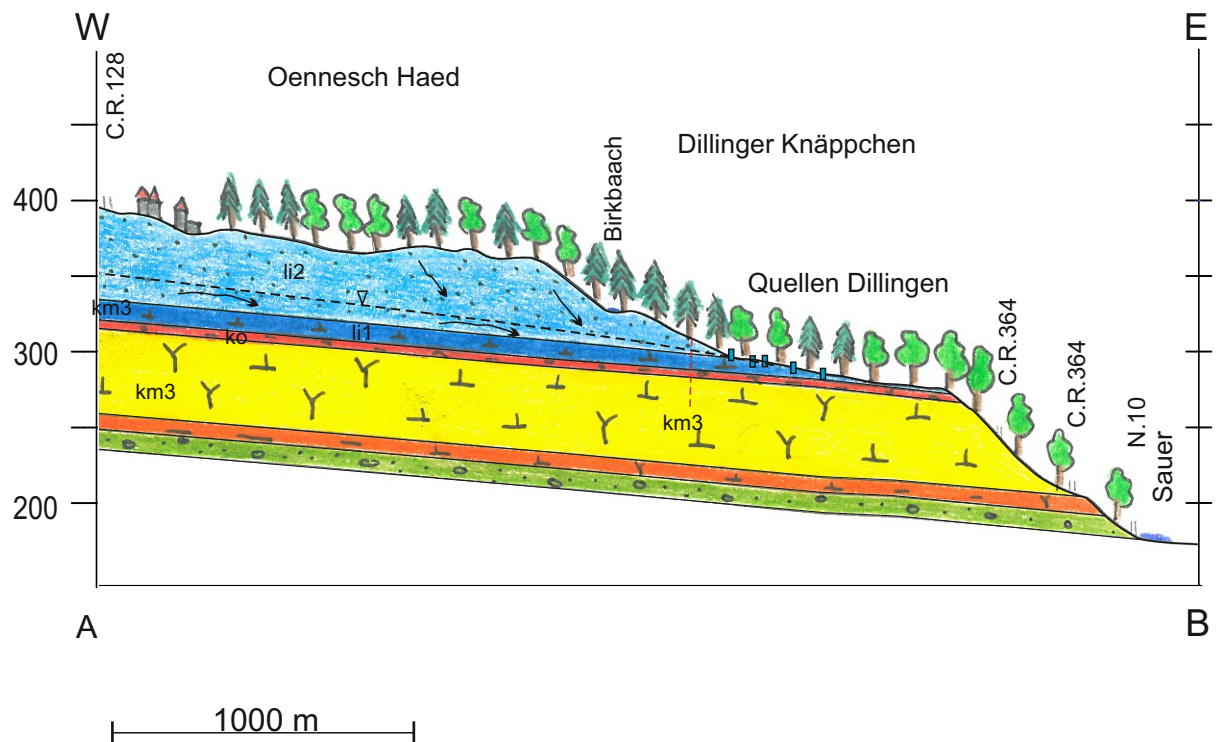 W
E
C.R.128
Oennesch Haed
Dillinger Knäppchen
Birkbaach
400
Quellen Dillingen
li2
km3
li1
ko
300
C.R.364
C.R.364
km3
km3
N.10
Sauer
200
A
B
1000 m